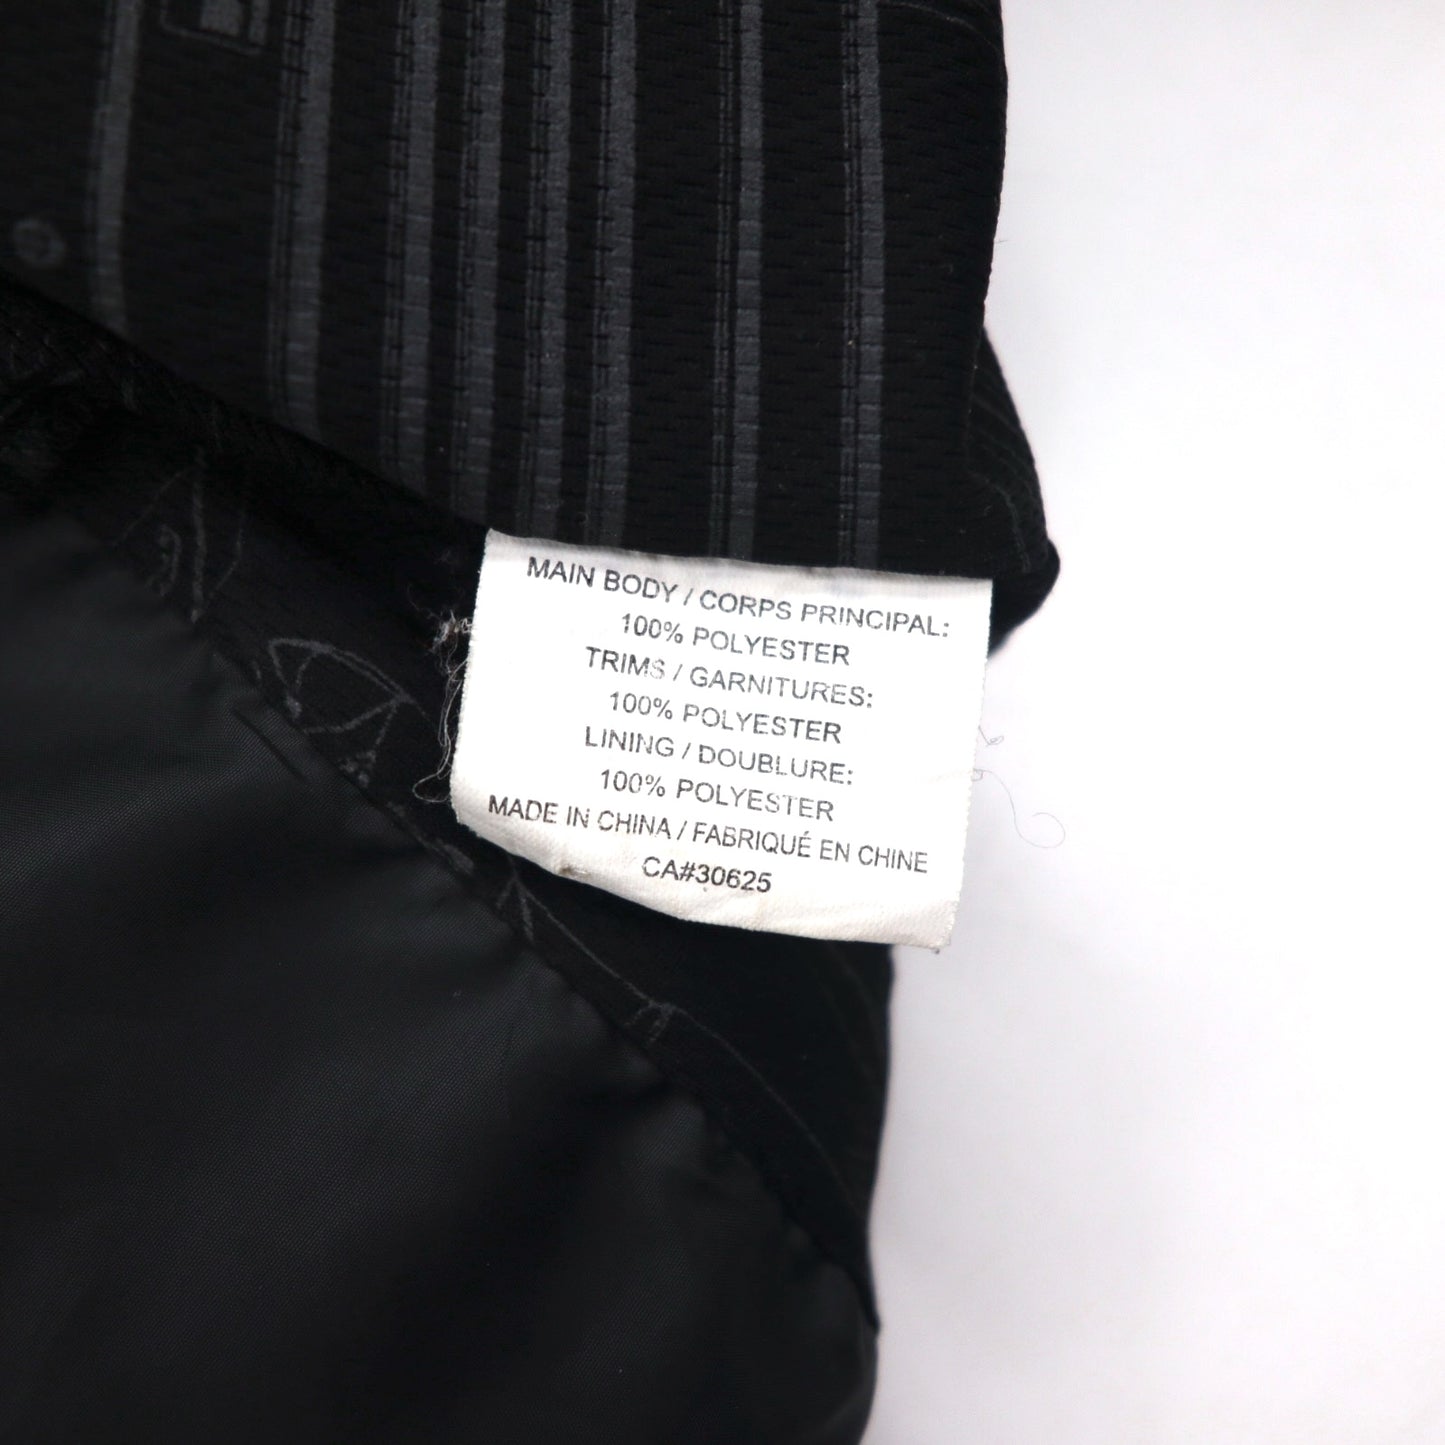 MAIN BODY / CORPS PRINCIPAL:
100% POLYESTER
TRIMS / GARNITURES:
100% POLYESTER
LINING / DOUBLURE:
100% POLYESTER
MADE IN CHINA / FABRIQUÉ EN CHINE
CA#30625